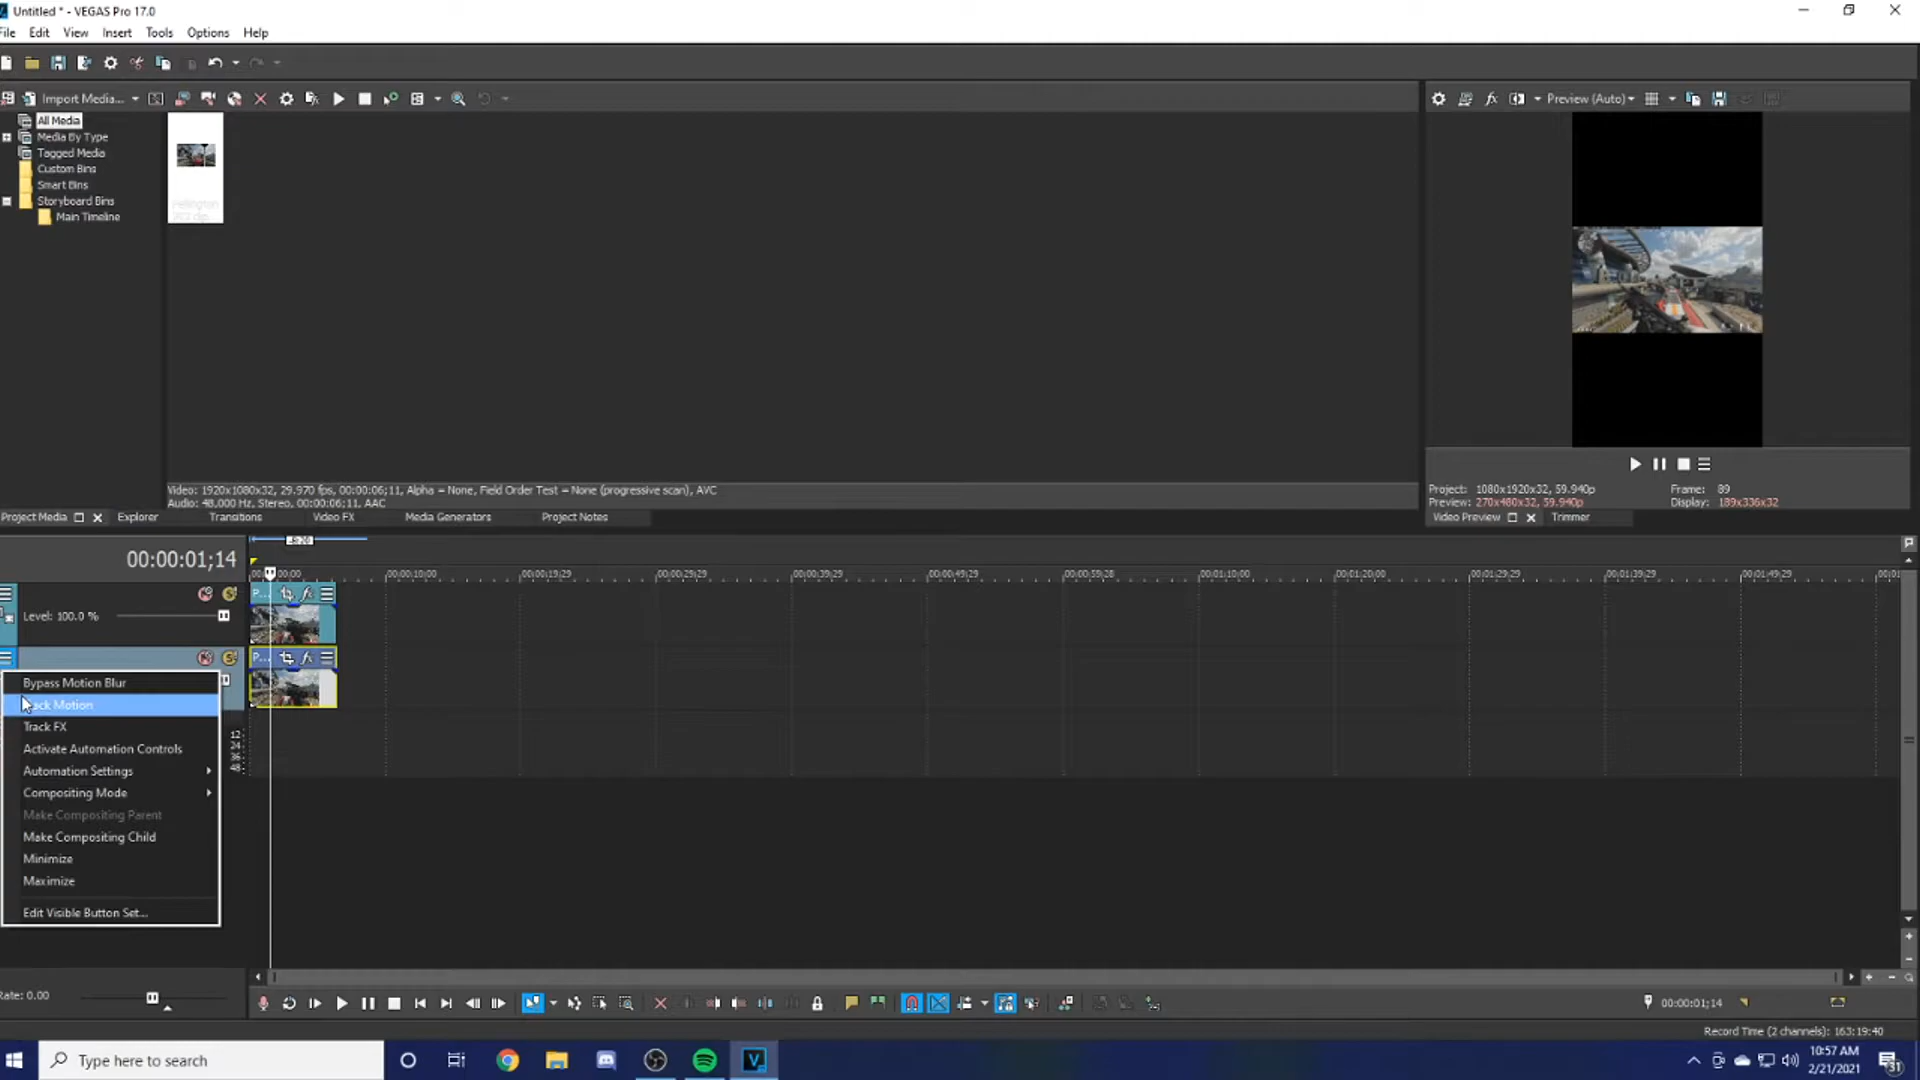 Untitled * - VEGAS Pro 17.0
File Edit View Insert Tools Options Help
Import Media...
Preview (Auto)
All Media
Media By Type
Tagged Media
Custom Bins
Smart Bins
Storyboard Bins
Main Timeline
Video: 1920x1080x32, 29.970 fps, 00:00:06;11, Alpha = None, Field Order Test = None (progressive scan), AVC
Audio: 48,000 Hz, Stereo, 00:00:06;11, AAC
Project: 1080x1920x32, 59.940p
Frame: 89
Preview: 270x480x32, 59.940p
Display: 189x336x32
Project Media Explorer Transitions Video FX Media Generators Project Notes
Video Preview Trimmer
00:00:01;14
00:00:10;00 00:00:19;29 00:00:29;29 00:00:39;29 00:00:49;29 00:00:59;28 00:01:10;00 00:01:20;00 00:01:29;29 00:01:39;29 00:01:49;29
Level: 100.0 %
P...
P...
Bypass Motion Blur
ack Motion
Track FX
Activate Automation Controls
Automation Settings
Compositing Mode
Make Compositing Parent
Make Compositing Child
Minimize
Maximize
Edit Visible Button Set...
12
24
36
48
Rate: 0.00
00:00:01;14
Record Time (2 channels): 163:19:40
Type here to search
10:57 AM
2/21/2021
31